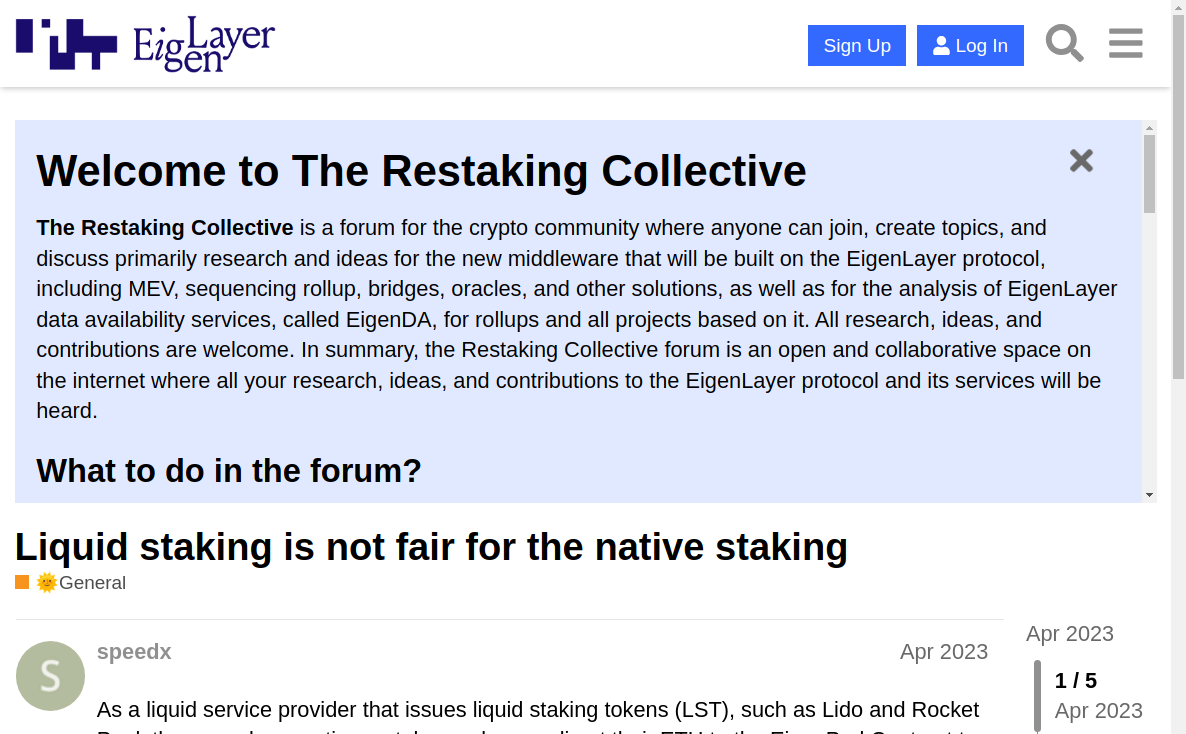 EigenLayer
Sign Up
Log In
Welcome to The Restaking Collective
The Restaking Collective is a forum for the crypto community where anyone can join, create topics, and
discuss primarily research and ideas for the new middleware that will be built on the EigenLayer protocol,
including MEV, sequencing rollup, bridges, oracles, and other solutions, as well as for the analysis of EigenLayer
data availability services, called EigenDA, for rollups and all projects based on it. All research, ideas, and
contributions are welcome. In summary, the Restaking Collective forum is an open and collaborative space on
the internet where all your research, ideas, and contributions to the EigenLayer protocol and its services will be
heard.
What to do in the forum?
Liquid staking is not fair for the native staking
🌞General
S
speedx
Apr 2023
As a liquid service provider that issues liquid staking tokens (LST), such as Lido and Rocket
Apr 2023
1 / 5
Apr 2023